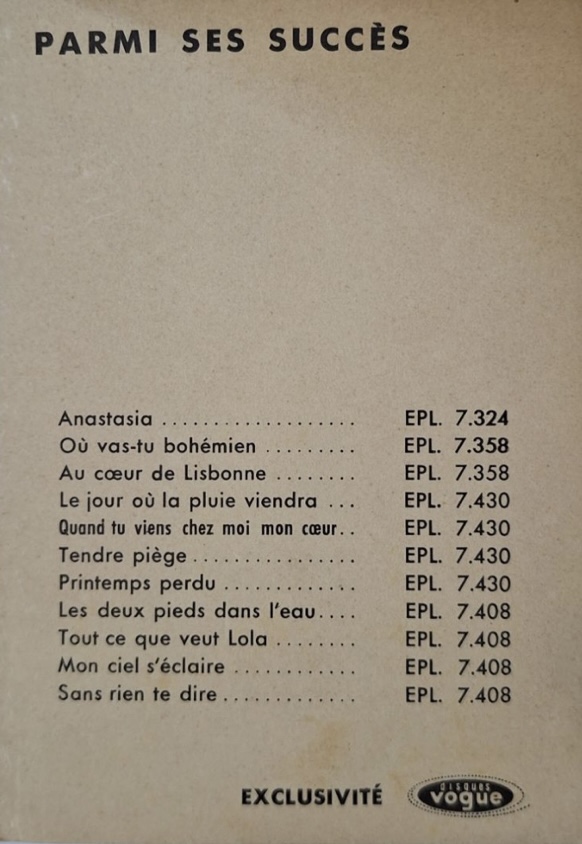 PARMI SES SUCCÈS
Anastasia ................... EPL. 7.324
Où vas-tu bohémien ......... EPL. 7.358
Au cœur de Lisbonne ........ EPL. 7.358
Le jour où la pluie viendra ... EPL. 7.430
Quand tu viens chez moi mon cœur.. EPL. 7.430
Tendre piège ................ EPL. 7.430
Printemps perdu ............. EPL. 7.430
Les deux pieds dans l'eau.... EPL. 7.408
Tout ce que veut Lola ........ EPL. 7.408
Mon ciel s'éclaire ............ EPL. 7.408
Sans rien te dire ............. EPL. 7.408
EXCLUSIVITÉ DISQUES vogue